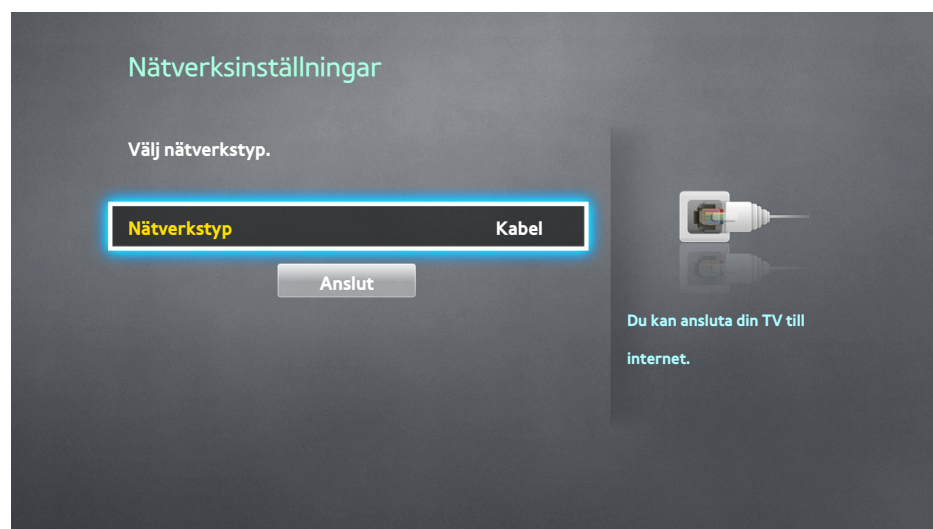 Nätverksinställningar
Välj nätverkstyp.
Nätverkstyp Kabel
Anslut
Du kan ansluta din TV till
internet.